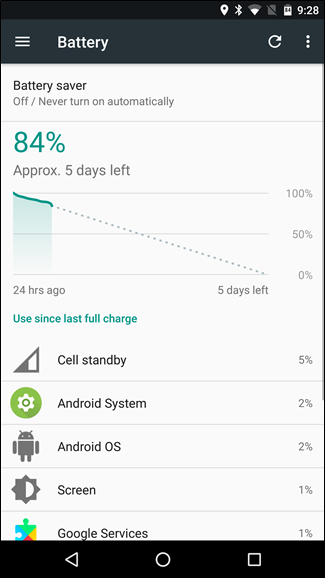 9:28
Battery
Battery saver
Off / Never turn on automatically
84%
Approx. 5 days left
100%
50%
0%
24 hrs ago 5 days left
Use since last full charge
Cell standby 5%
Android System 2%
Android OS 2%
Screen 1%
Google Services 1%